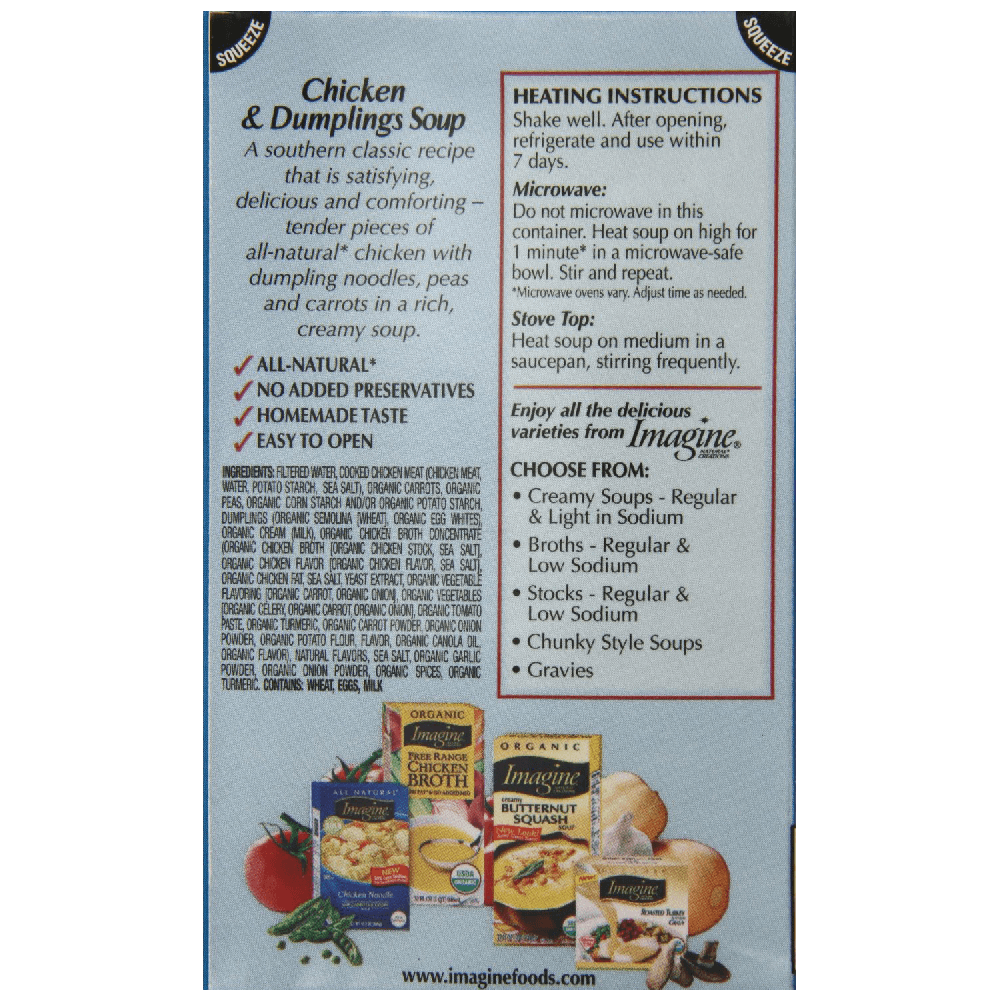 SQUEEZE
SQUEEZE
Chicken
& Dumplings Soup
A southern classic recipe
that is satisfying,
delicious and comforting –
tender pieces of
all-natural* chicken with
dumpling noodles, peas
and carrots in a rich,
creamy soup.
ALL-NATURAL*
NO ADDED PRESERVATIVES
HOMEMADE TASTE
EASY TO OPEN
INGREDIENTS: FILTERED WATER, COOKED CHICKEN MEAT (CHICKEN MEAT,
WATER, POTATO STARCH, SEA SALT), ORGANIC CARROTS, ORGANIC
PEAS, ORGANIC CORN STARCH AND/OR ORGANIC POTATO STARCH,
DUMPLINGS (ORGANIC SEMOLINA [WHEAT], ORGANIC EGG WHITES),
ORGANIC CREAM (MILK), ORGANIC CHICKEN BROTH CONCENTRATE
(ORGANIC CHICKEN BROTH [ORGANIC CHICKEN STOCK, SEA SALT],
ORGANIC CHICKEN FLAVOR [ORGANIC CHICKEN FLAVOR, SEA SALT],
ORGANIC CHICKEN FAT, SEA SALT, YEAST EXTRACT, ORGANIC VEGETABLE
FLAVORING [ORGANIC CARROT, ORGANIC ONION], ORGANIC VEGETABLES
[ORGANIC CELERY, ORGANIC CARROT, ORGANIC ONION], ORGANIC TOMATO
PASTE, ORGANIC TURMERIC, ORGANIC CARROT POWDER, ORGANIC ONION
POWDER, ORGANIC POTATO FLOUR, FLAVOR, ORGANIC CANOLA OIL,
ORGANIC FLAVOR), NATURAL FLAVORS, SEA SALT, ORGANIC GARLIC
POWDER, ORGANIC ONION POWDER, ORGANIC SPICES, ORGANIC
TURMERIC. CONTAINS: WHEAT, EGGS, MILK
HEATING INSTRUCTIONS
Shake well. After opening,
refrigerate and use within
7 days.
Microwave:
Do not microwave in this
container. Heat soup on high for
1 minute* in a microwave-safe
bowl. Stir and repeat.
*Microwave ovens vary. Adjust time as needed.
Stove Top:
Heat soup on medium in a
saucepan, stirring frequently.
Enjoy all the delicious
varieties from Imagine®
NATURAL*
CREATIONS
CHOOSE FROM:
• Creamy Soups - Regular
& Light in Sodium
• Broths - Regular &
Low Sodium
• Stocks - Regular &
Low Sodium
• Chunky Style Soups
• Gravies
ORGANIC
Imagine
FREE RANGE
CHICKEN
BROTH
USDA
ORGANIC
ORGANIC
Imagine
creamy
BUTTERNUT
SQUASH
SOUP
New Look!
ALL NATURAL*
Imagine
NEW
Chicken Noodle
Imagine
ROASTED TURKEY
www.imaginefoods.com